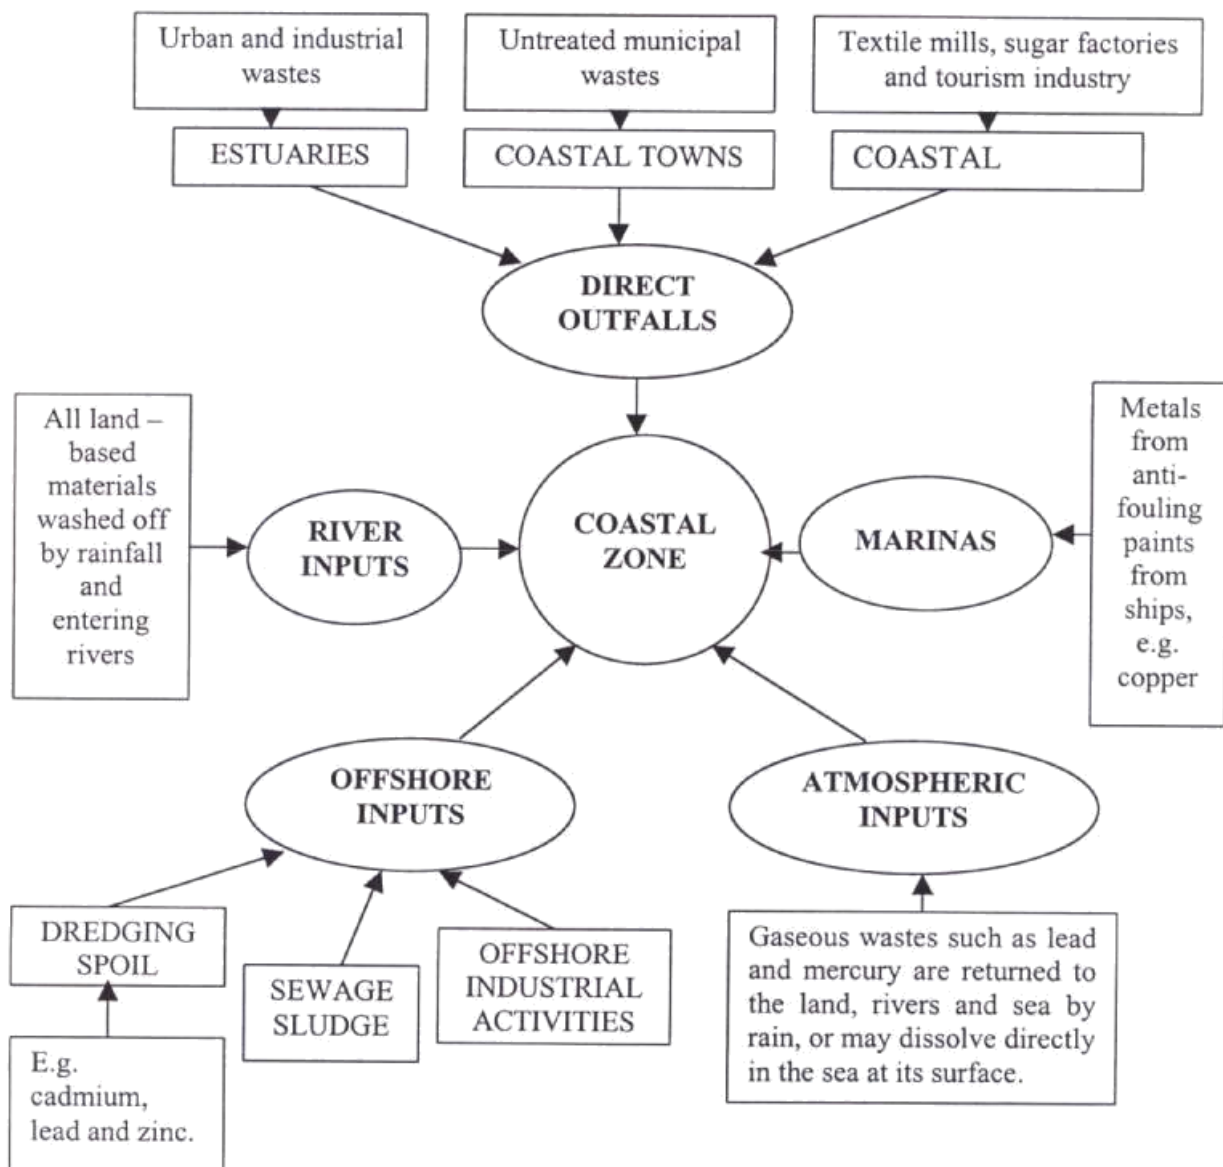 Urban and industrial
wastes
Untreated municipal
wastes
Textile mills, sugar factories
and tourism industry
ESTUARIES
COASTAL TOWNS
COASTAL
DIRECT
OUTFALLS
All land –
based
materials
washed off
by rainfall
and
entering
rivers
RIVER
INPUTS
COASTAL
ZONE
MARINAS
Metals
from
anti-
fouling
paints
from
ships,
e.g.
copper
OFFSHORE
INPUTS
ATMOSPHERIC
INPUTS
DREDGING
SPOIL
SEWAGE
SLUDGE
OFFSHORE
INDUSTRIAL
ACTIVITIES
Gaseous wastes such as lead
and mercury are returned to
the land, rivers and sea by
rain, or may dissolve directly
in the sea at its surface.
E.g.
cadmium,
lead and zinc.